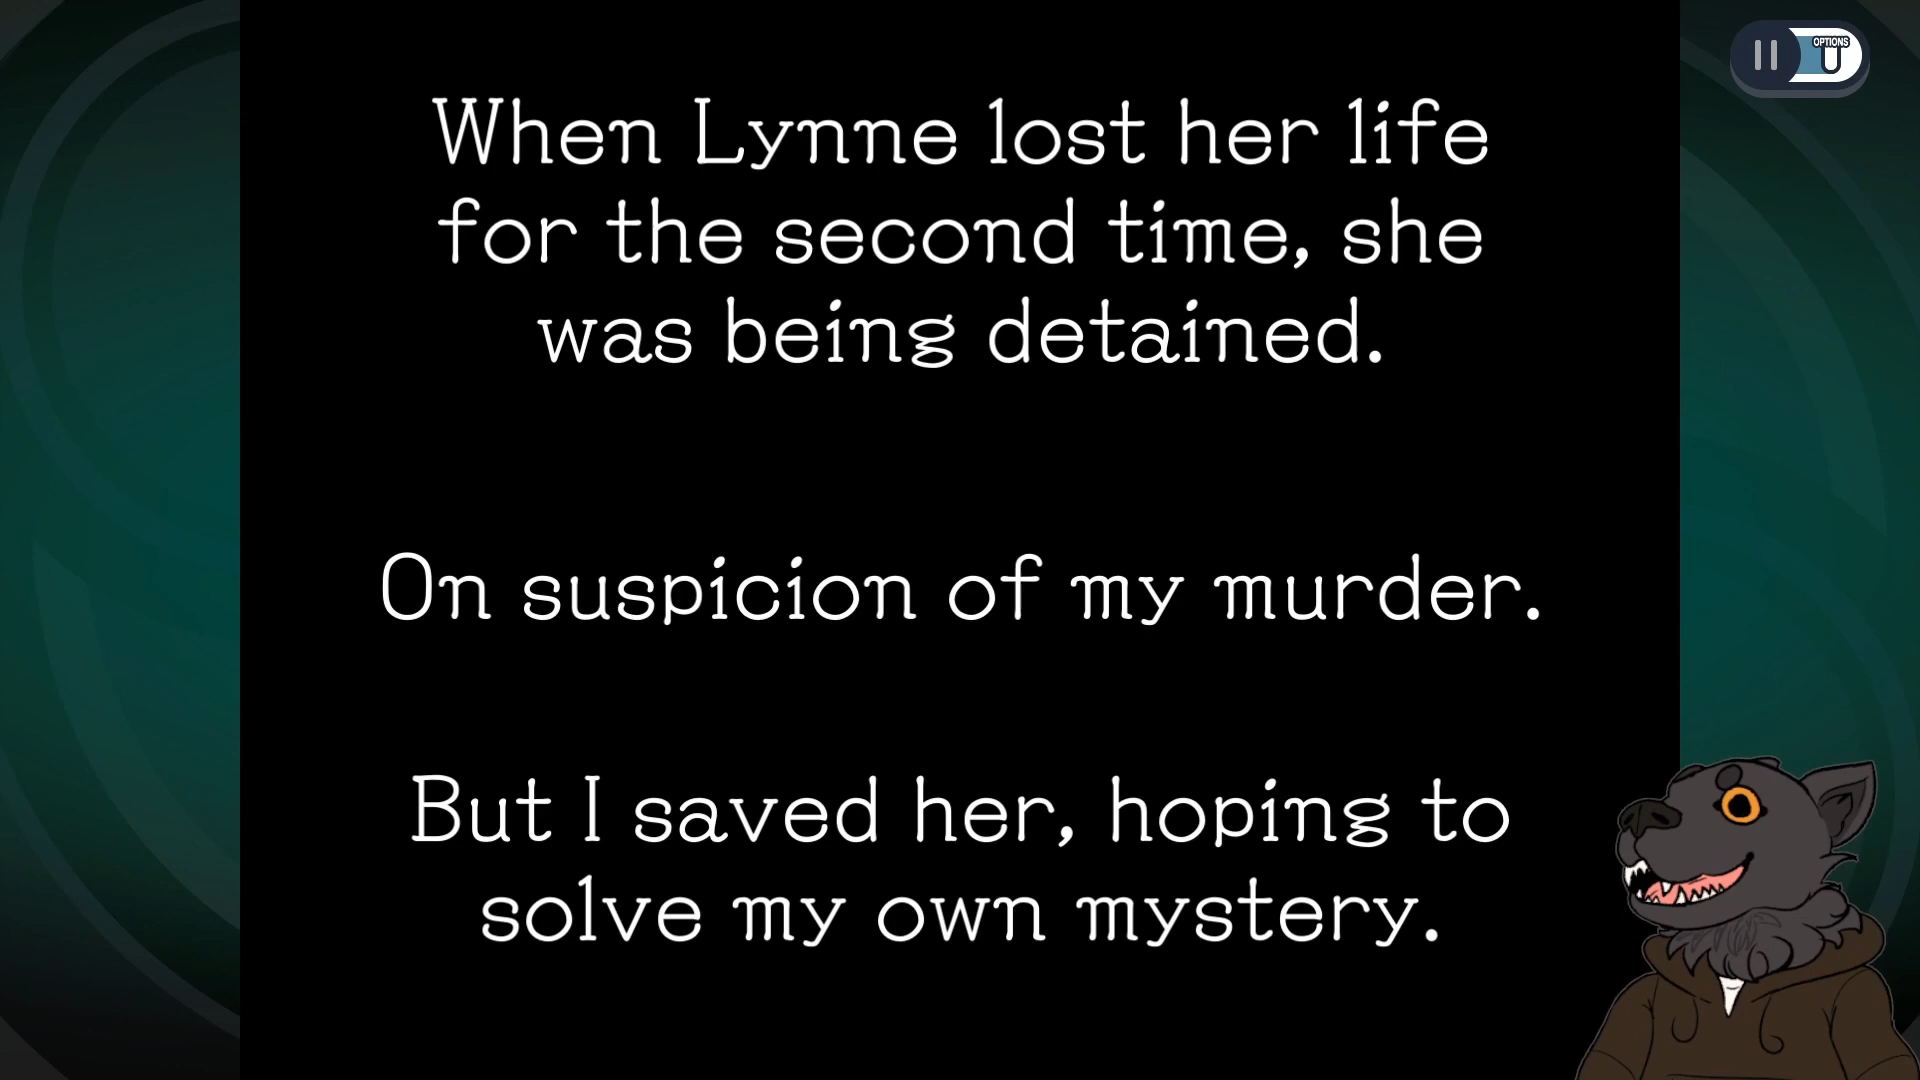 OPTIONS
When Lynne lost her life
for the second time, she
was being detained.
On suspicion of my murder.
But I saved her, hoping to
solve my own mystery.